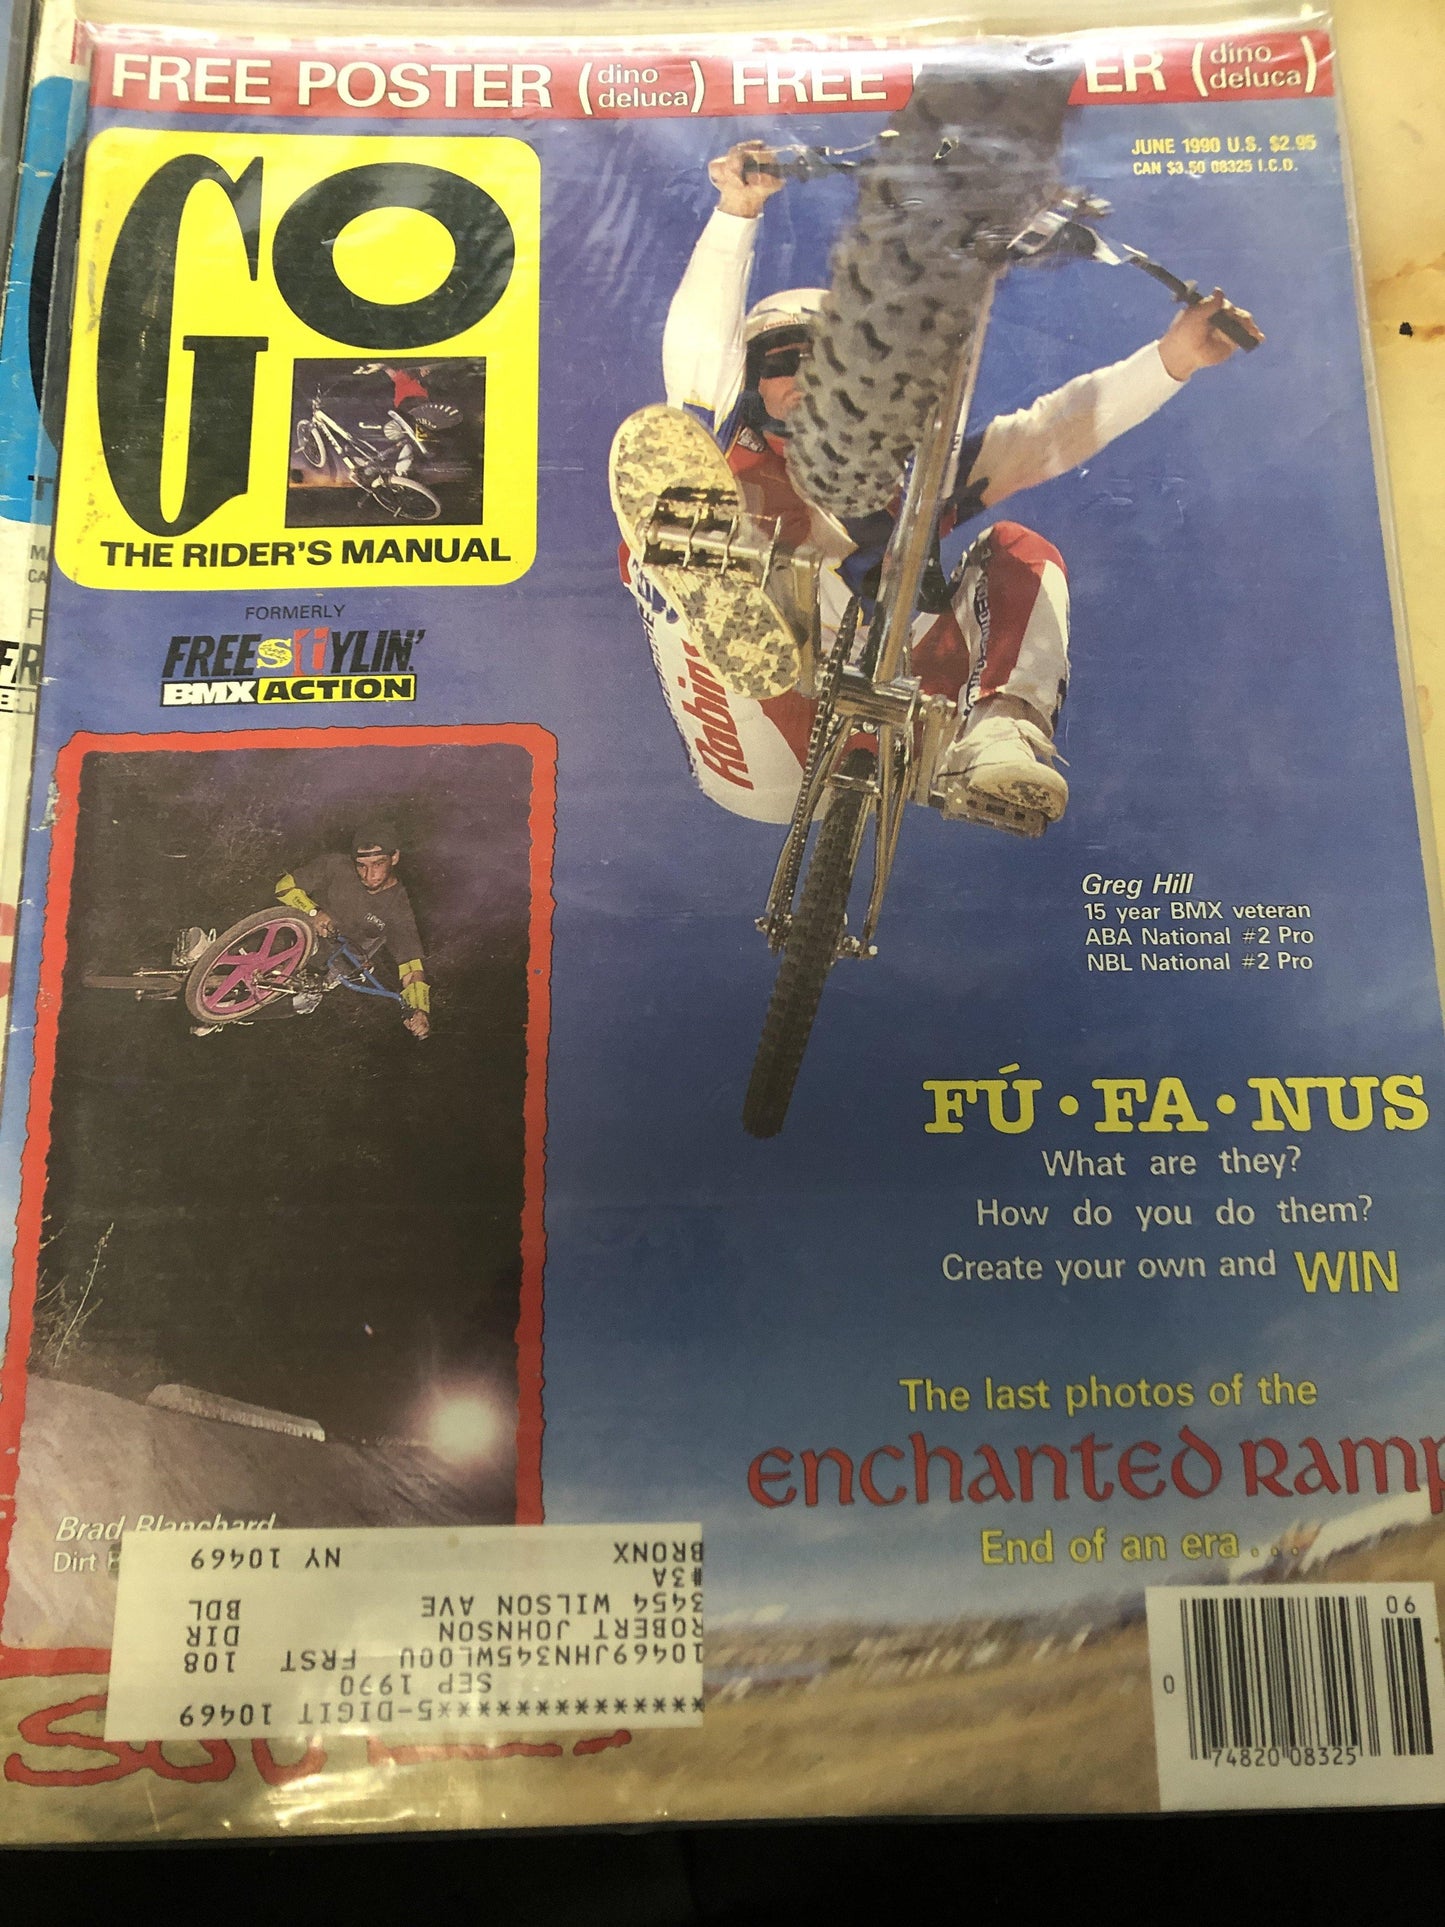 FREE POSTER (dino deluca) FREE ER (dino deluca)
JUNE 1990 U.S. $2.95
CAN $3.50 08325 I.C.D.
GO
THE RIDER'S MANUAL
FORMERLY
FREESTYLIN'
BMX ACTION
Robin
Greg Hill
15 year BMX veteran
ABA National #2 Pro
NBL National #2 Pro
FÚ•FA•NUS
What are they?
How do you do them?
Create your own and WIN
The last photos of the
enchanted Ramp
End of an era...
Brad Blanchard
Dirt
****************5-DIGIT 10469
SEP 1990
10469JHN345WL00U FRST 108
ROBERT JOHNSON DIR
3454 WILSON AVE BDL
#3A
BRONX NY 10469
06
0 74820 08325